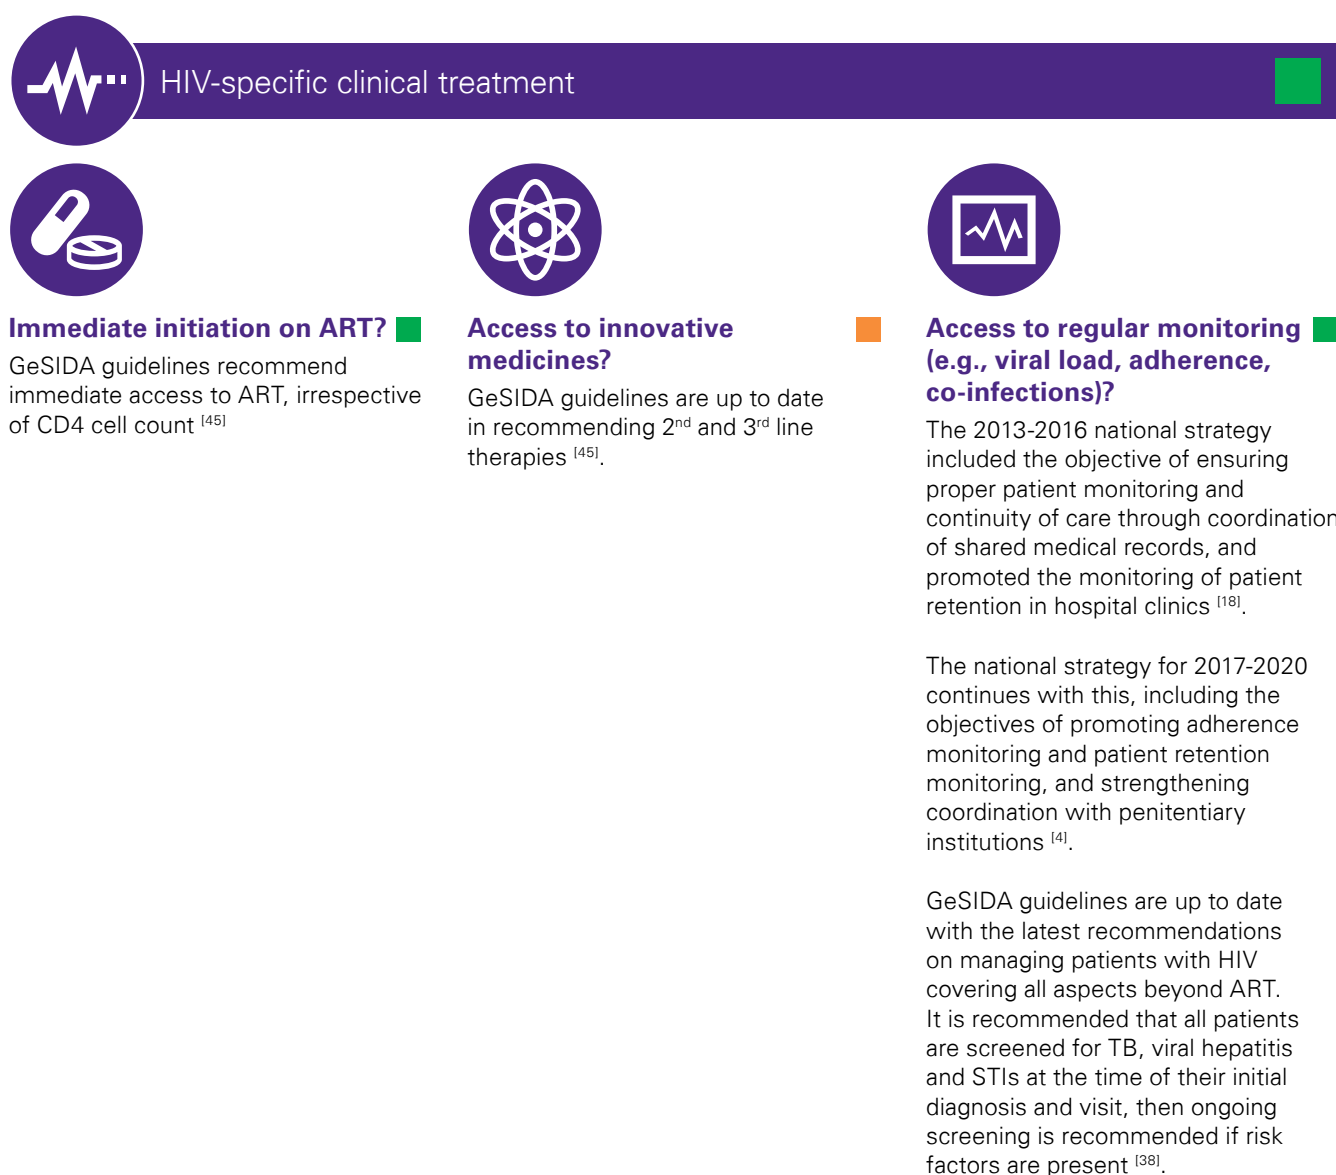 HIV-specific clinical treatment
Immediate initiation on ART?
GeSIDA guidelines recommend
immediate access to ART, irrespective
of CD4 cell count [45]
Access to innovative
medicines?
GeSIDA guidelines are up to date
in recommending 2nd and 3rd line
therapies [45].
Access to regular monitoring
(e.g., viral load, adherence,
co-infections)?
The 2013-2016 national strategy
included the objective of ensuring
proper patient monitoring and
continuity of care through coordination
of shared medical records, and
promoted the monitoring of patient
retention in hospital clinics [18].
The national strategy for 2017-2020
continues with this, including the
objectives of promoting adherence
monitoring and patient retention
monitoring, and strengthening
coordination with penitentiary
institutions [4].
GeSIDA guidelines are up to date
with the latest recommendations
on managing patients with HIV
covering all aspects beyond ART.
It is recommended that all patients
are screened for TB, viral hepatitis
and STIs at the time of their initial
diagnosis and visit, then ongoing
screening is recommended if risk
factors are present [38].